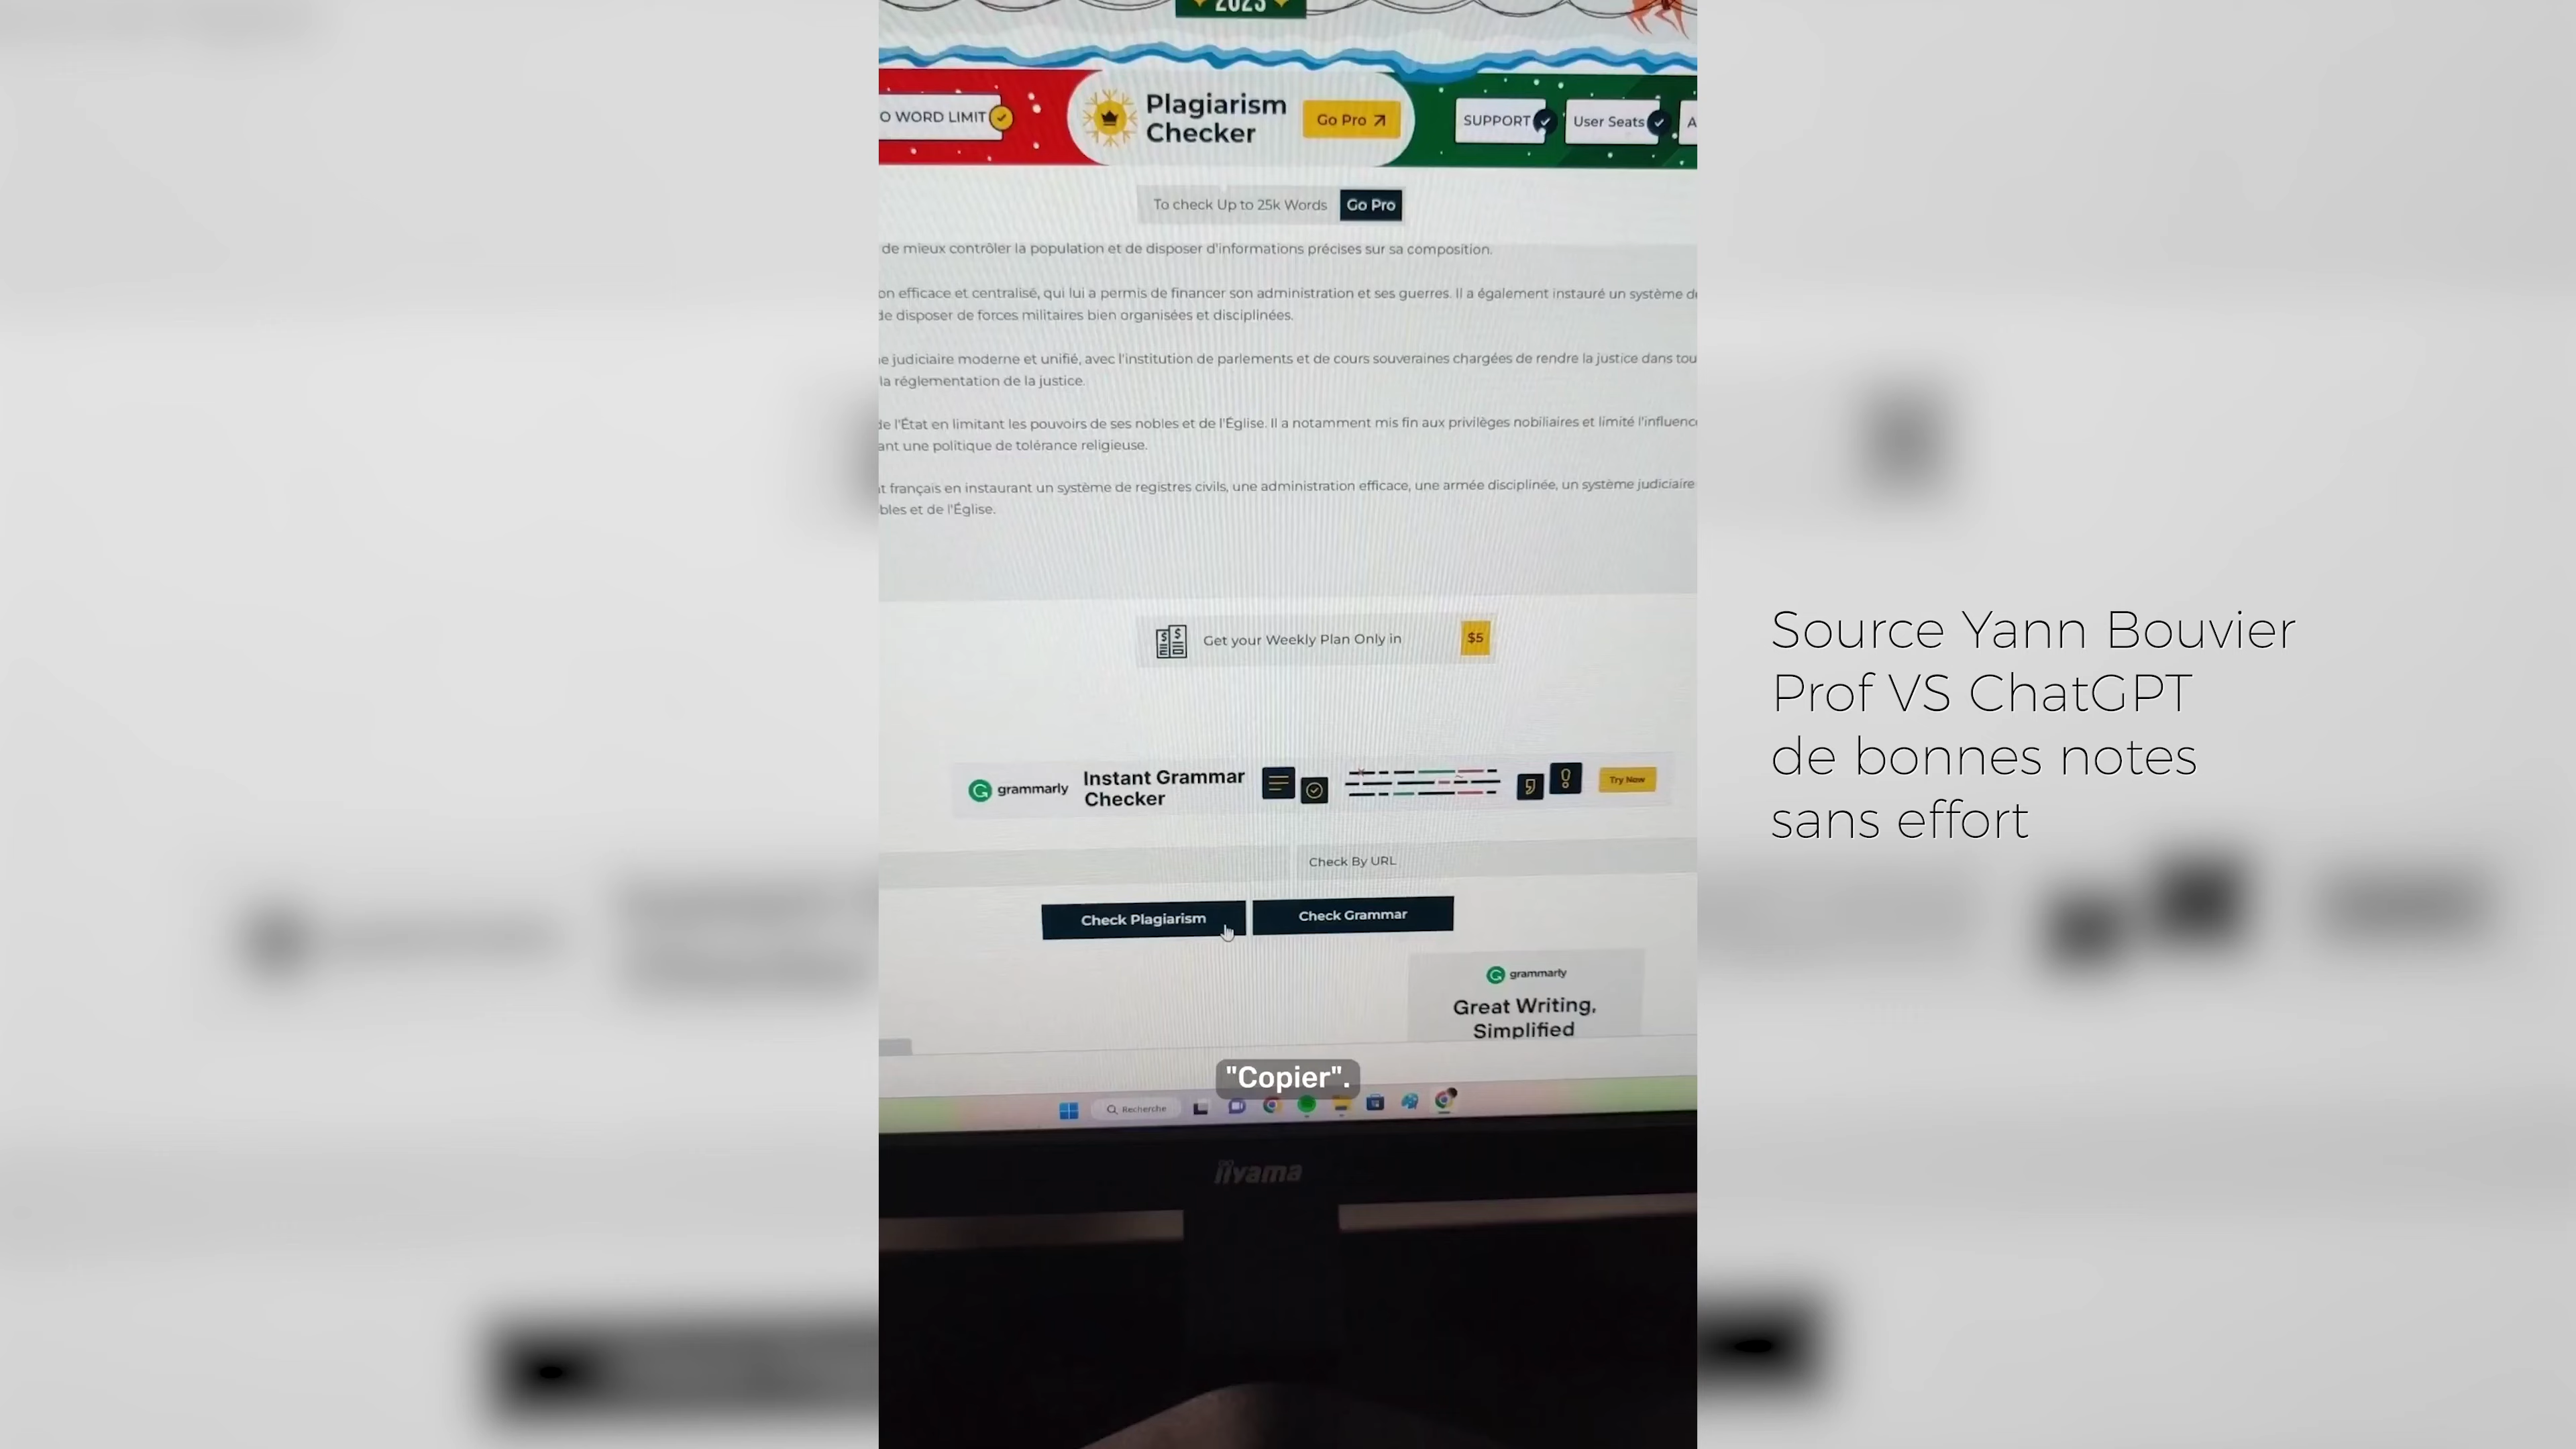 2023
O WORD LIMIT
Plagiarism
Checker
Go Pro
SUPPORT
User Seats
A
To check Up to 25k Words
Go Pro
de mieux contrôler la population et de disposer d'informations précises sur sa composition.
on efficace et centralisé, qui lui a permis de financer son administration et ses guerres. Il a également instauré un système de
de disposer de forces militaires bien organisées et disciplinées.
e judiciaire moderne et unifié, avec l'institution de parlements et de cours souveraines chargées de rendre la justice dans tou
la réglementation de la justice.
de l'État en limitant les pouvoirs de ses nobles et de l'Église. Il a notamment mis fin aux privilèges nobiliaires et limité l'influence
ant une politique de tolérance religieuse.
t français en instaurant un système de registres civils, une administration efficace, une armée disciplinée, un système judiciaire
bles et de l'Église.
Get your Weekly Plan Only in
$5
grammarly
Instant Grammar
Checker
Try Now
Check By URL
Check Plagiarism
Check Grammar
grammarly
Great Writing,
Simplified
"Copier".
Recherche
iiyama
Source Yann Bouvier
Prof VS ChatGPT
de bonnes notes
sans effort